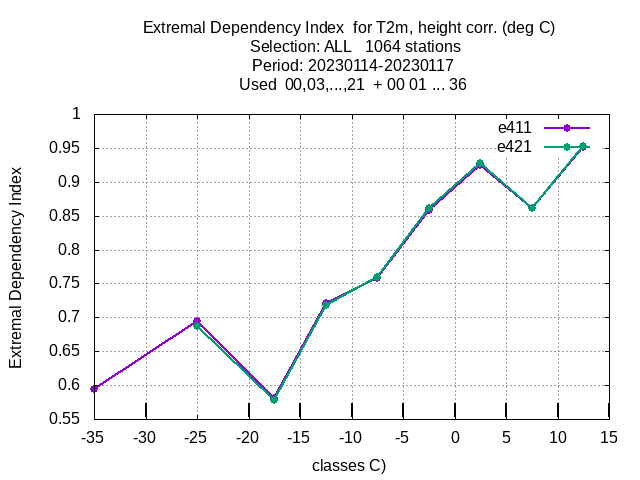 Extremal Dependency Index  for T2m, height corr. (deg C)
Selection: ALL   1064 stations
Period: 20230114-20230117
Used  00,03,...,21  + 00 01 ... 36
e411
e421
Extremal Dependency Index
1
0.95
0.9
0.85
0.8
0.75
0.7
0.65
0.6
0.55
-35 -30 -25 -20 -15 -10 -5 0 5 10 15
classes C)